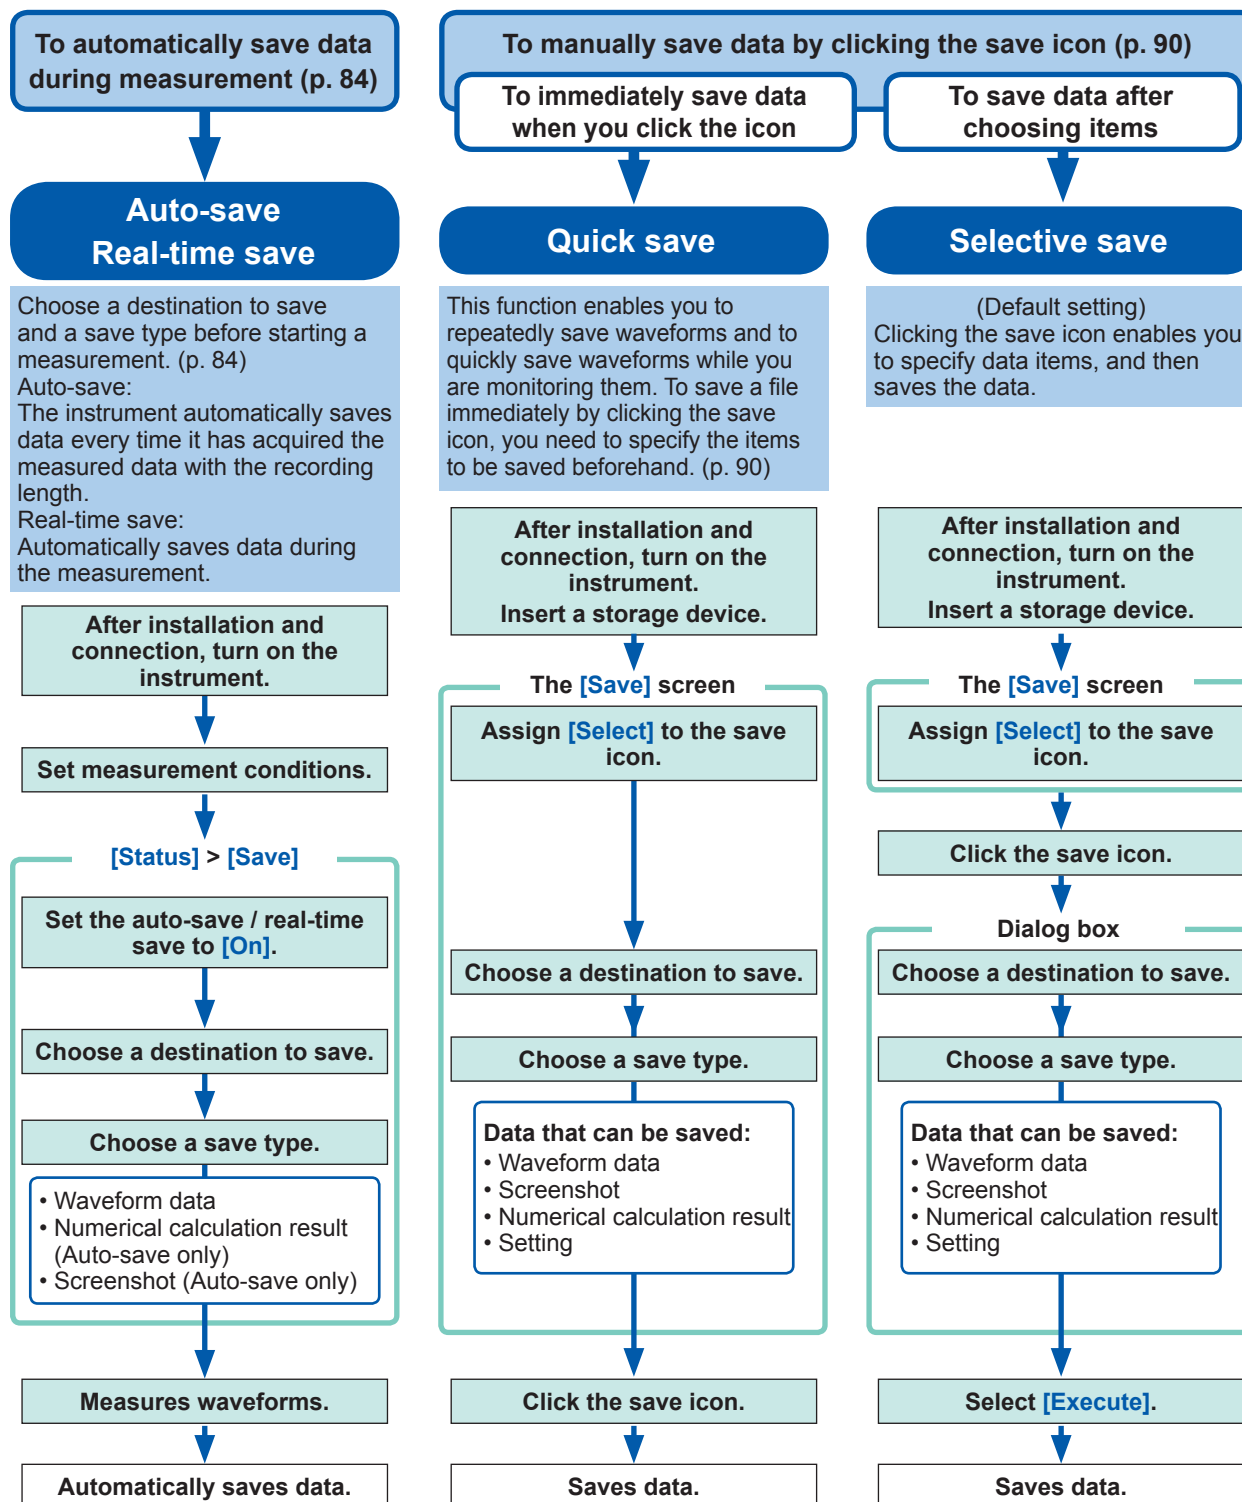 To automatically save data
during measurement (p. 84)
Auto-save
Real-time save
Choose a destination to save
and a save type before starting a
measurement. (p. 84)
Auto-save:
The instrument automatically saves
data every time it has acquired the
measured data with the recording
length.
Real-time save:
Automatically saves data during
the measurement.
After installation and
connection, turn on the
instrument.
Set measurement conditions.
[Status] > [Save]
Set the auto-save / real-time
save to [On].
Choose a destination to save.
Choose a save type.
• Waveform data
• Numerical calculation result
(Auto-save only)
• Screenshot (Auto-save only)
Measures waveforms.
Automatically saves data.
To manually save data by clicking the save icon (p. 90)
To immediately save data
when you click the icon
Quick save
This function enables you to
repeatedly save waveforms and to
quickly save waveforms while you
are monitoring them. To save a file
immediately by clicking the save
icon, you need to specify the items
to be saved beforehand. (p. 90)
After installation and
connection, turn on the
instrument.
Insert a storage device.
The [Save] screen
Assign [Select] to the save
icon.
Choose a destination to save.
Choose a save type.
Data that can be saved:
• Waveform data
• Screenshot
• Numerical calculation result
• Setting
Click the save icon.
Saves data.
To save data after
choosing items
Selective save
(Default setting)
Clicking the save icon enables you
to specify data items, and then
saves the data.
After installation and
connection, turn on the
instrument.
Insert a storage device.
The [Save] screen
Assign [Select] to the save
icon.
Click the save icon.
Dialog box
Choose a destination to save.
Choose a save type.
Data that can be saved:
• Waveform data
• Screenshot
• Numerical calculation result
• Setting
Select [Execute].
Saves data.